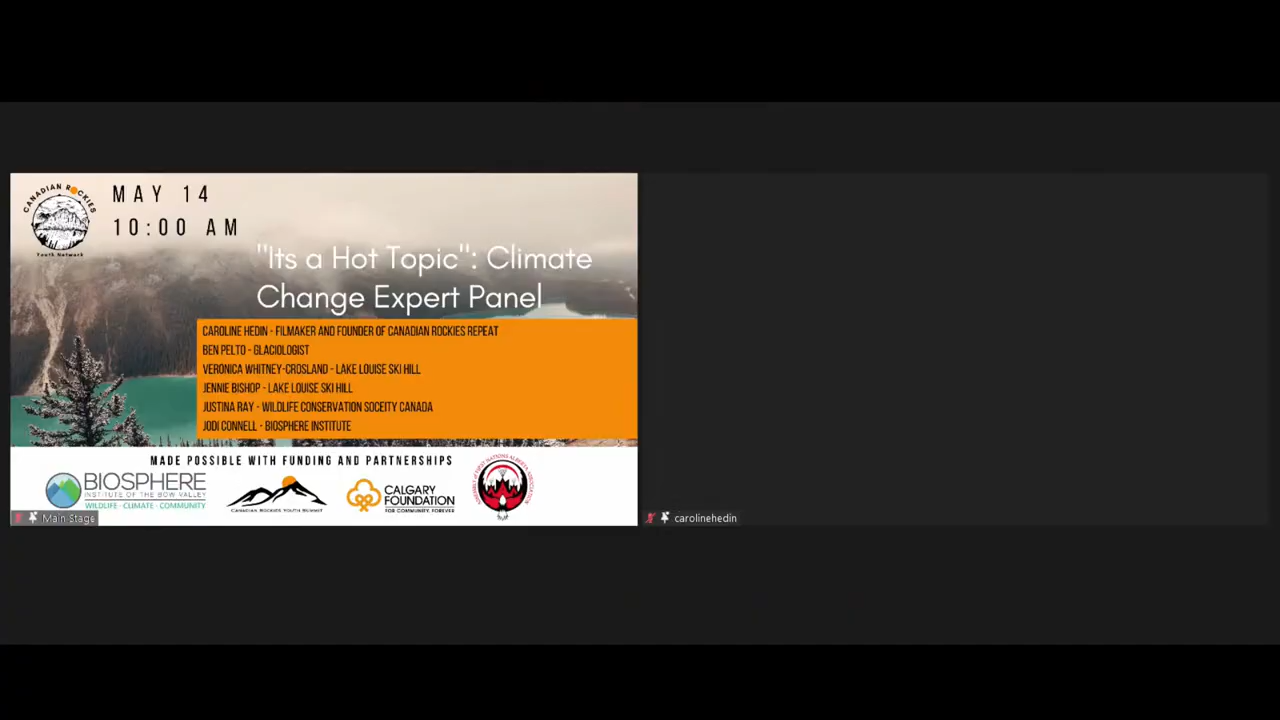 CANADIAN ROCKIES
Youth Network
MAY 14
10:00 AM
"Its a Hot Topic": Climate
Change Expert Panel
CAROLINE HEDIN - FILMAKER AND FOUNDER OF CANADIAN ROCKIES REPEAT
BEN PELTO - GLACIOLOGIST
VERONICA WHITNEY-CROSLAND - LAKE LOUISE SKI HILL
JENNIE BISHOP - LAKE LOUISE SKI HILL
JUSTINA RAY - WILDLIFE CONSERVATION SOCEITY CANADA
JODI CONNELL - BIOSPHERE INSTITUTE
MADE POSSIBLE WITH FUNDING AND PARTNERSHIPS
BIOSPHERE
INSTITUTE OF THE BOW VALLEY
WILDLIFE · CLIMATE · COMMUNITY
CANADIAN ROCKIES YOUTH SUMMIT
CALGARY
FOUNDATION
FOR COMMUNITY, FOREVER
Main Stage
carolinehedin